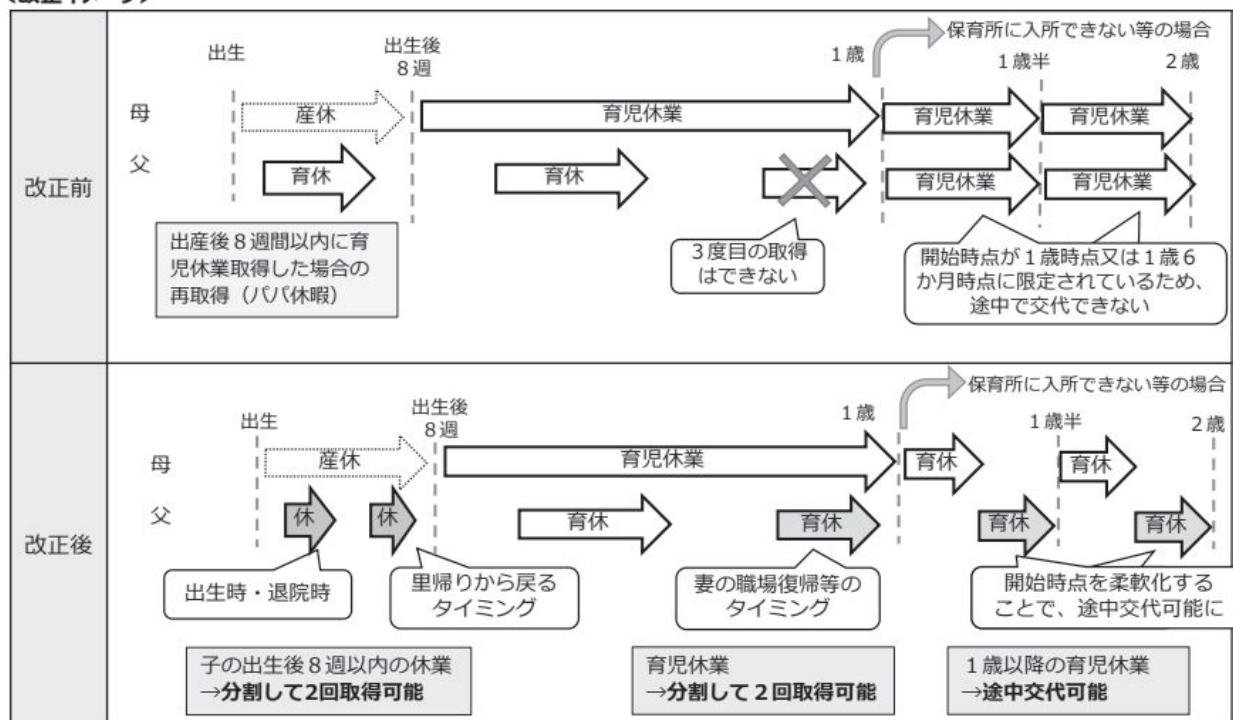 保育所に入所できない等の場合
出生
出生後
8週
1歳
1歳半
2歳
母
産休
育児休業
育児休業
育児休業
父
育休
育休
育児休業
育児休業
改正前
出産後8週間以内に育
児休業取得した場合の
再取得（パパ休暇）
3度目の取得
はできない
開始時点が1歳時点又は1歳6
か月時点に限定されているため、
途中で交代できない
保育所に入所できない等の場合
出生
出生後
8週
1歳
1歳半
2歳
母
産休
育児休業
育休
育休
父
休
休
育休
育休
育休
育休
改正後
出生時・退院時
里帰りから戻る
タイミング
妻の職場復帰等の
タイミング
開始時点を柔軟化する
ことで、途中交代可能に
子の出生後8週以内の休業
→分割して2回取得可能
育児休業
→分割して2回取得可能
1歳以降の育児休業
→途中交代可能